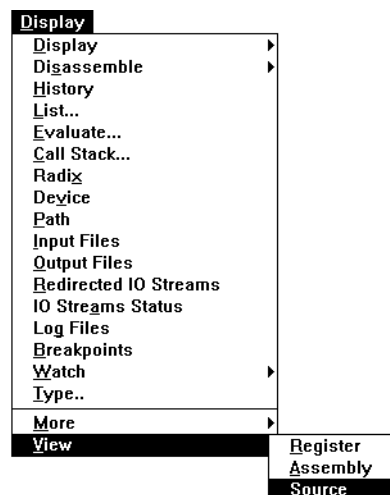 Display
Display
Disassemble
History
List...
Evaluate...
Call Stack...
Radix
Device
Path
Input Files
Output Files
Redirected IO Streams
IO Streams Status
Log Files
Breakpoints
Watch
Type..
More
View
Register
Assembly
Source